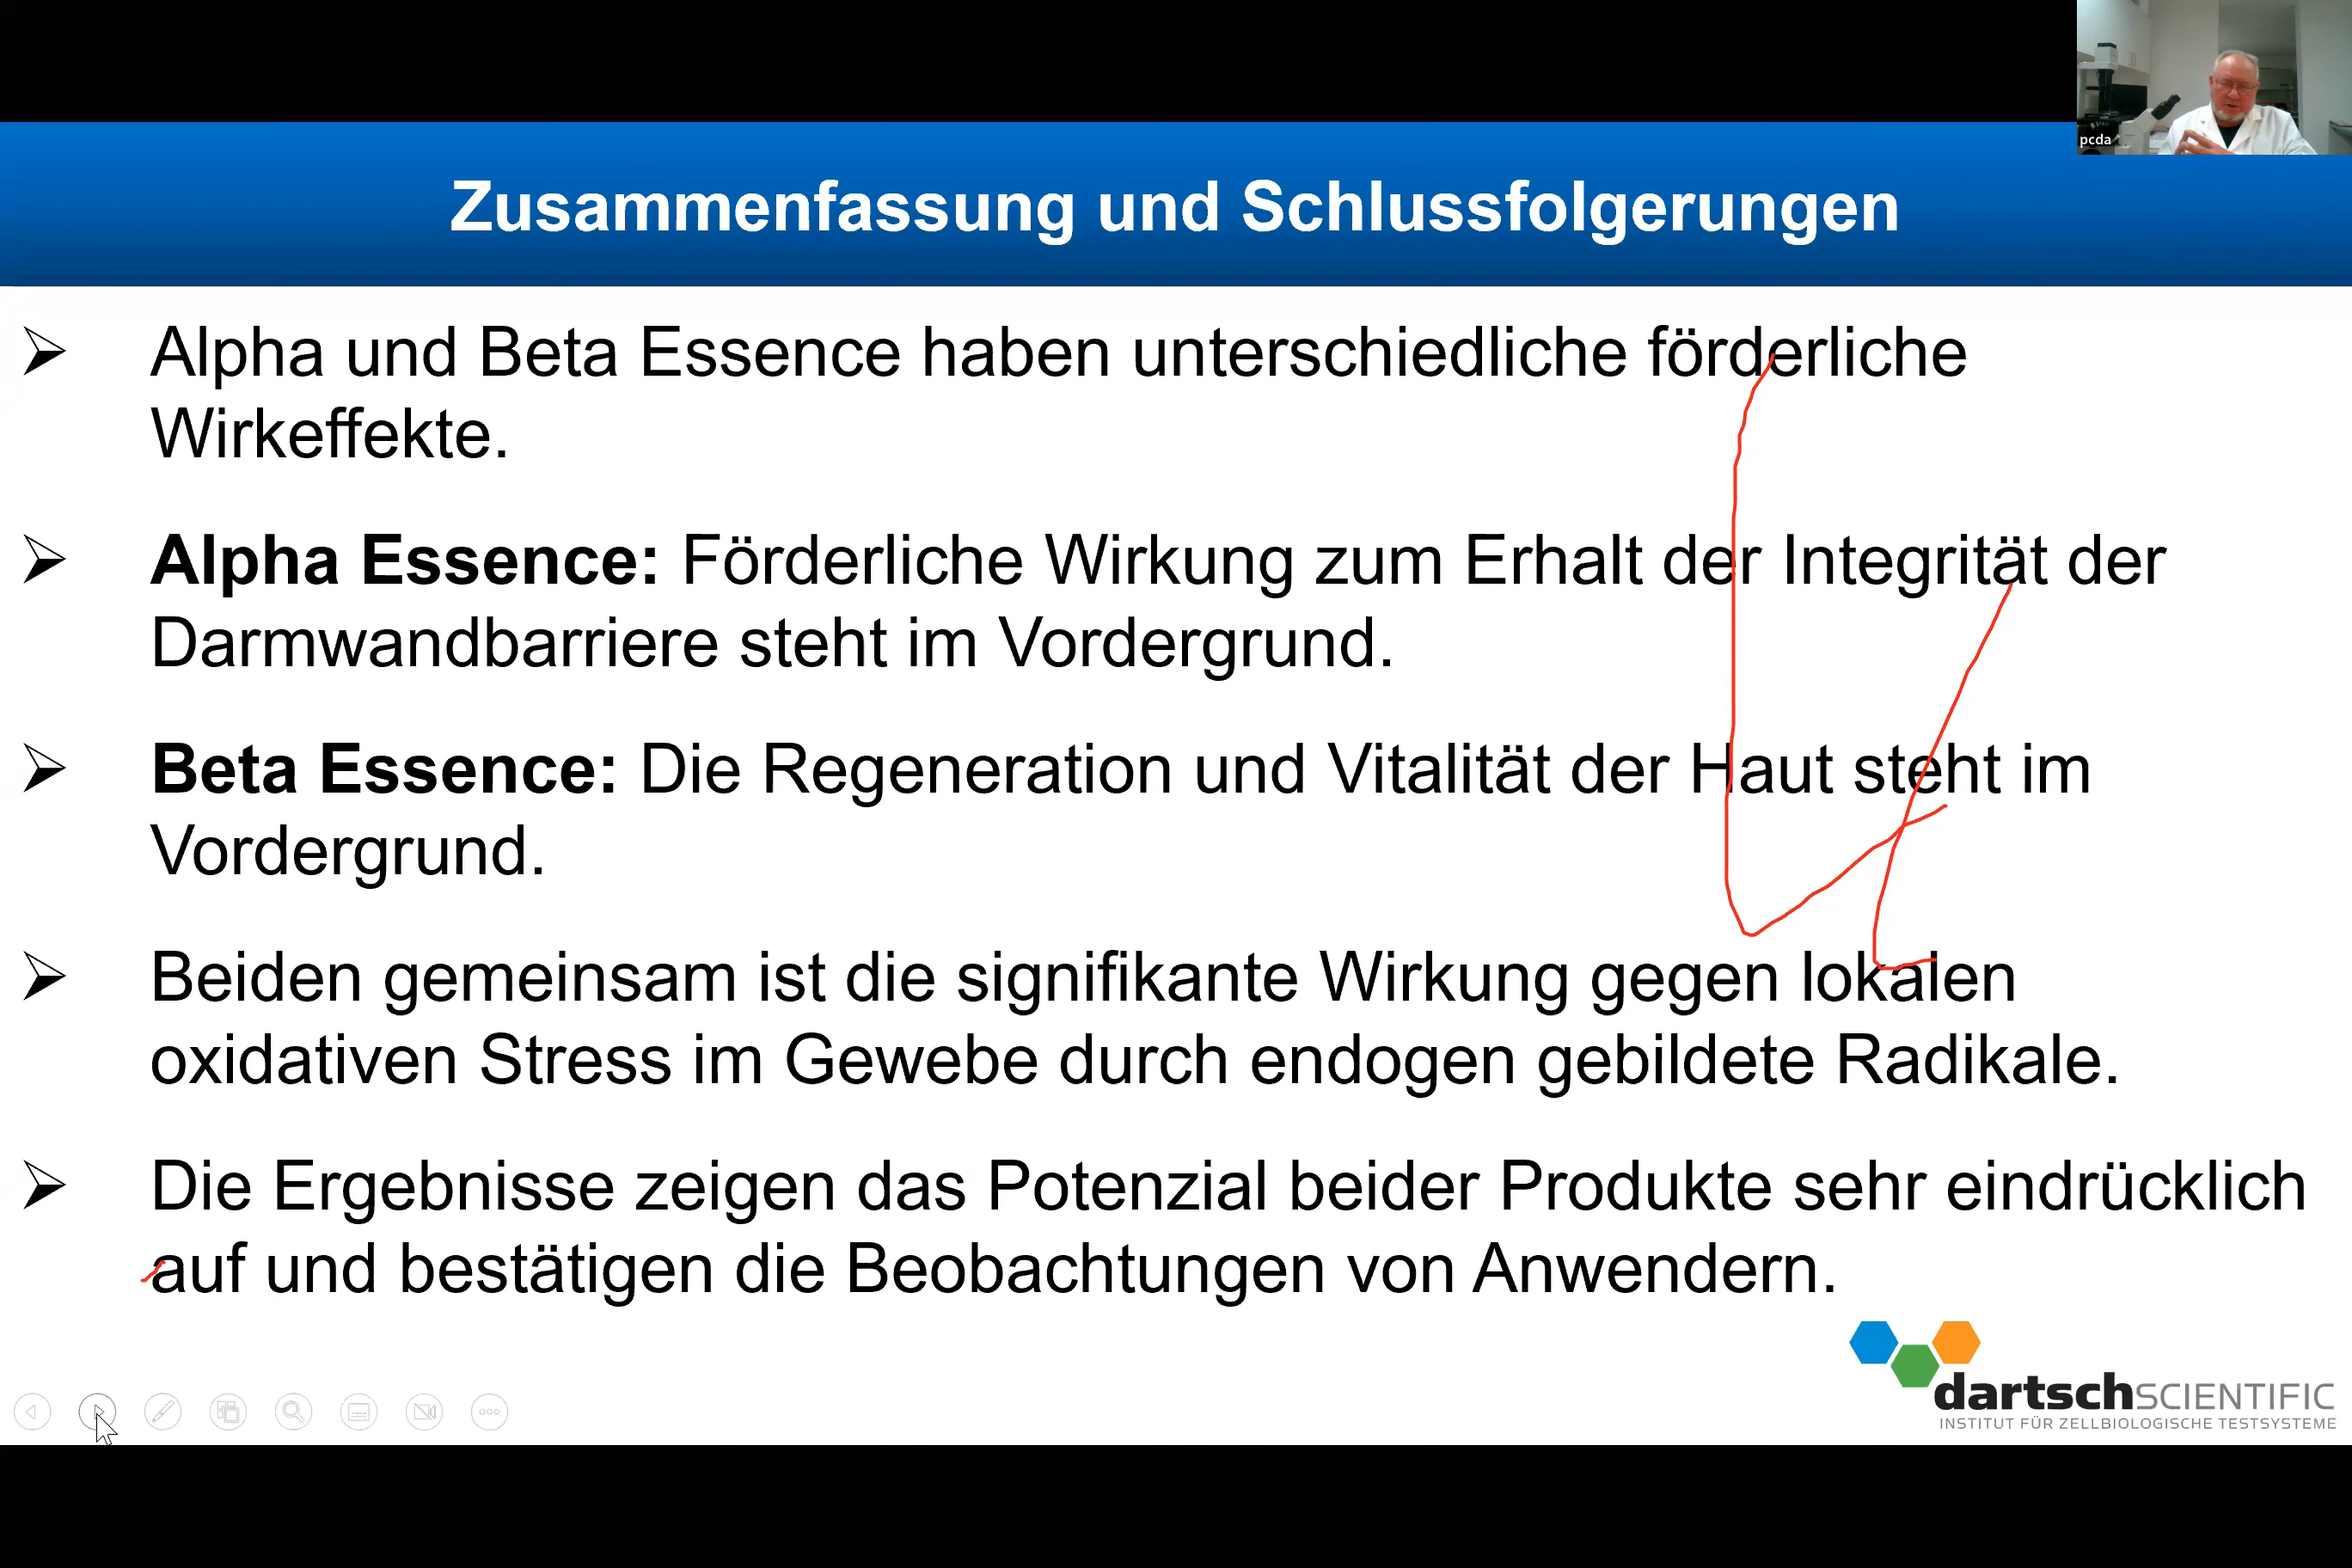 pcda
Zusammenfassung und Schlussfolgerungen
Alpha und Beta Essence haben unterschiedliche förderliche
Wirkeffekte.
Alpha Essence: Förderliche Wirkung zum Erhalt der Integrität der
Darmwandbarriere steht im Vordergrund.
Beta Essence: Die Regeneration und Vitalität der Haut steht im
Vordergrund.
Beiden gemeinsam ist die signifikante Wirkung gegen lokalen
oxidativen Stress im Gewebe durch endogen gebildete Radikale.
Die Ergebnisse zeigen das Potenzial beider Produkte sehr eindrücklich
auf und bestätigen die Beobachtungen von Anwendern.
dartschSCIENTIFIC
INSTITUT FÜR ZELLBIOLOGISCHE TESTSYSTEME